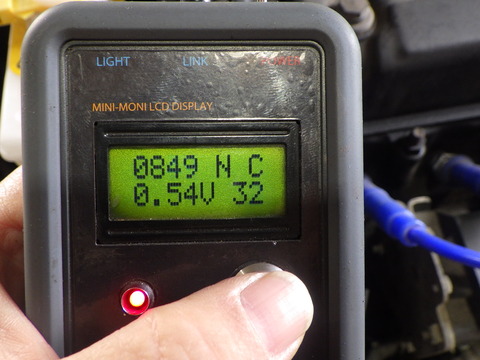 LIGHT LINK POWER
MINI-MONI LCD DISPLAY
0849 N C
0.54V 32